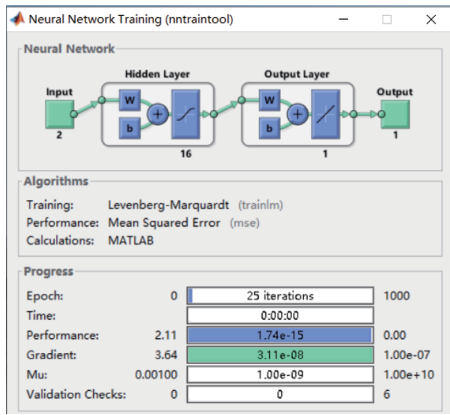 Neural Network Training (nntraintool)
Neural Network
Hidden Layer
Output Layer
Input
Output
W
W
b
b
2
1
16
1
Algorithms
Training: Levenberg-Marquardt (trainlm)
Performance: Mean Squared Error (mse)
Calculations: MATLAB
Progress
Epoch: 0 25 iterations 1000
Time: 0:00:00
Performance: 2.11 1.74e-15 0.00
Gradient: 3.64 3.11e-08 1.00e-07
Mu: 0.00100 1.00e-09 1.00e+10
Validation Checks: 0 0 6